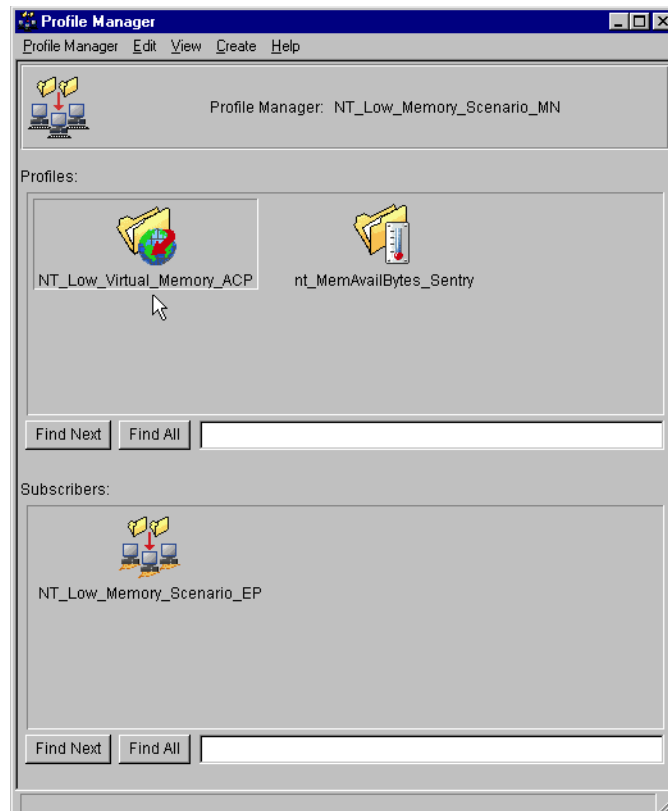 Profile Manager
Profile Manager Edit View Create Help
Profile Manager: NT_Low_Memory_Scenario_MN
Profiles:
NT_Low_Virtual_Memory_ACP nt_MemAvailBytes_Sentry
Find Next Find All
Subscribers:
NT_Low_Memory_Scenario_EP
Find Next Find All